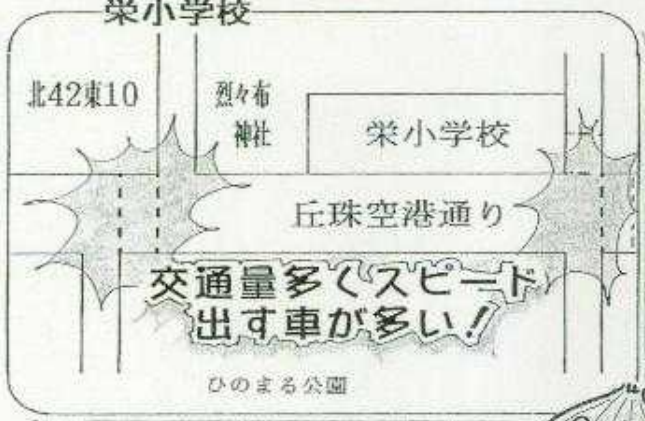 栄小学校
北42東10
烈々布
神社
栄小学校
丘珠空港通り
交通量多くスピード
出す車が多い!
ひのまる公園